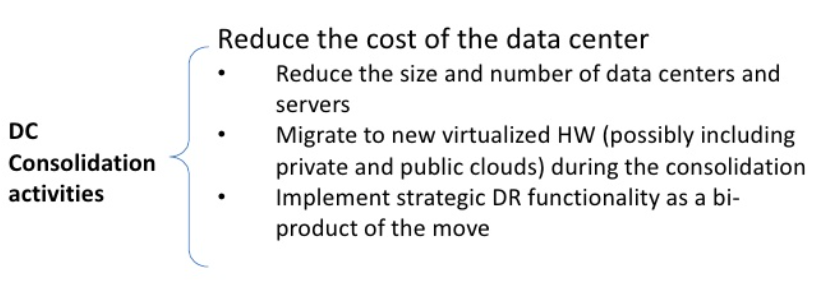 DC
Consolidation
activities
Reduce the cost of the data center
• Reduce the size and number of data centers and
servers
• Migrate to new virtualized HW (possibly including
private and public clouds) during the consolidation
• Implement strategic DR functionality as a bi-
product of the move